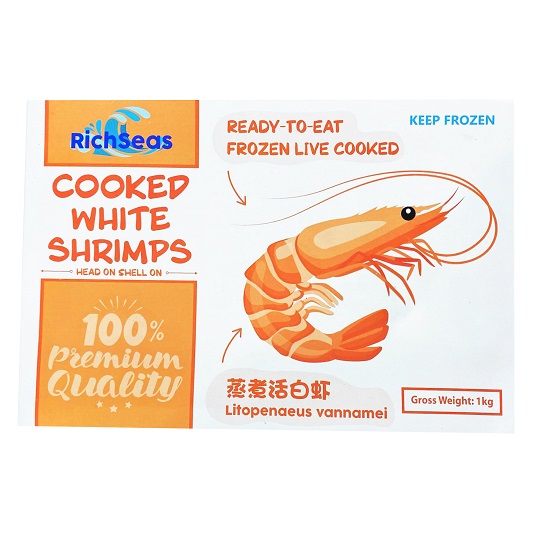 RichSeas
COOKED
WHITE
SHRIMPS
HEAD ON SHELL ON
100%
Premium
Quality
READY-TO-EAT
FROZEN LIVE COOKED
KEEP FROZEN
蒸煮活白虾
Litopenaeus vannamei
Gross Weight: 1kg